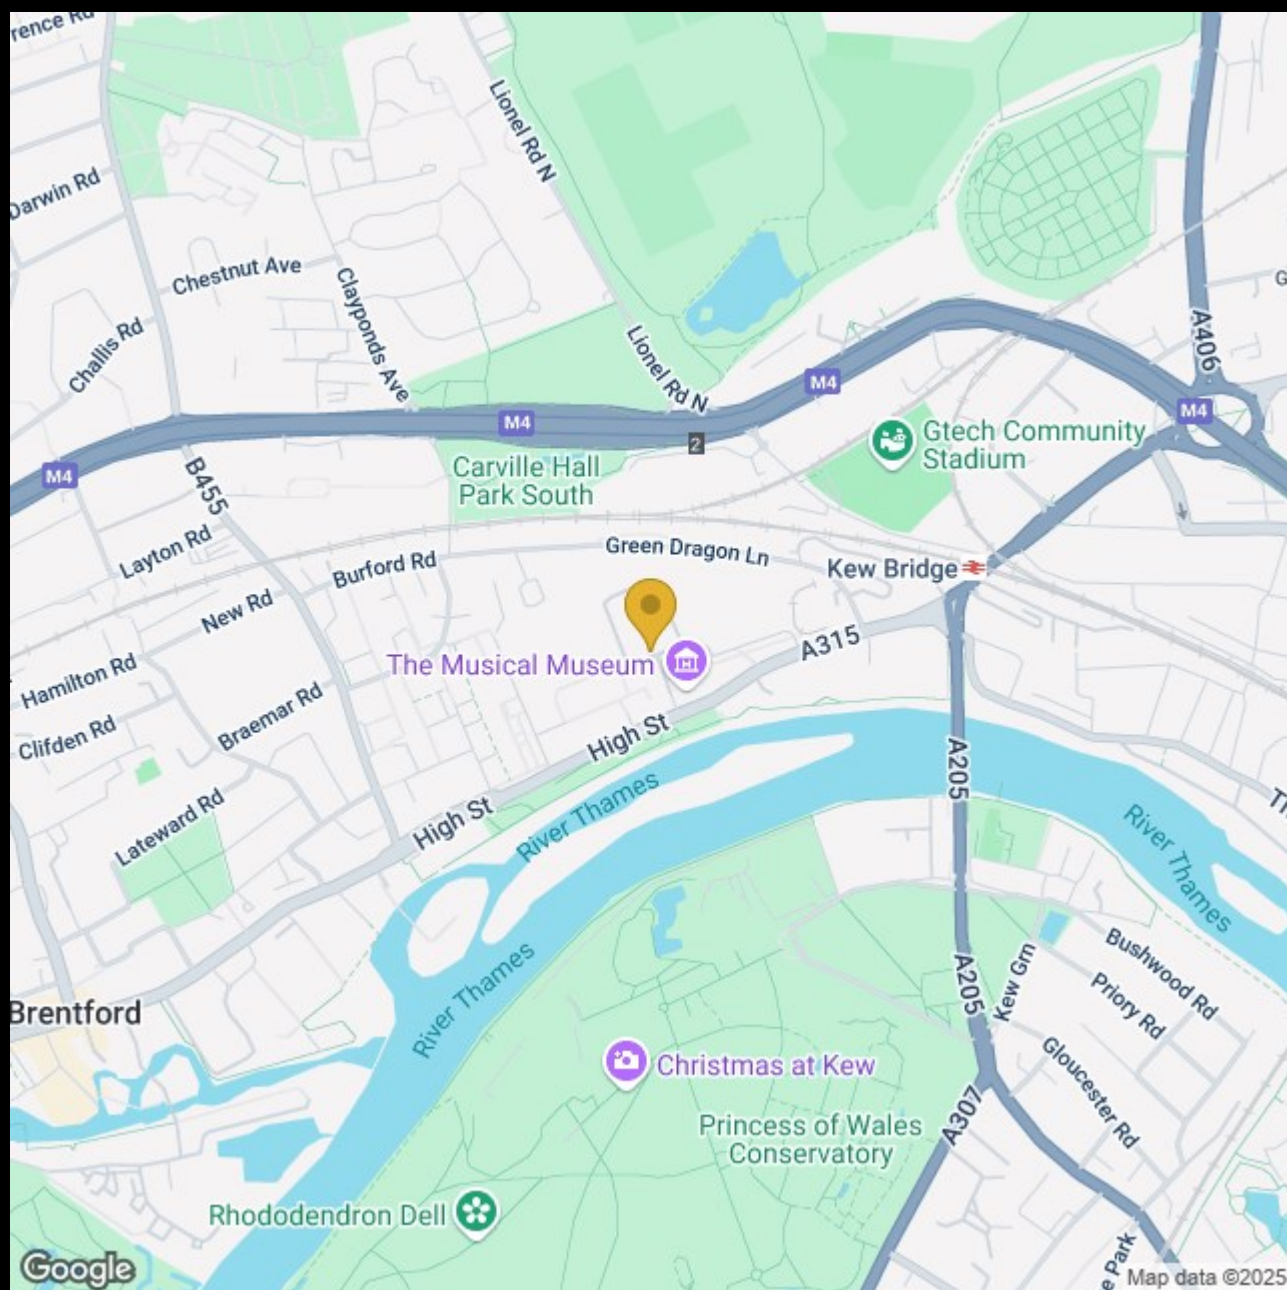 rence Rd
Lionel Rd N
Darwin Rd
Chestnut Ave
Clayponds Ave
Challis Rd
Lionel Rd N
A406
G
M4
M4
M4
M4
2
Gtech Community
Stadium
Carville Hall
Park South
B455
Layton Rd
Burford Rd
Green Dragon Ln
Kew Bridge
New Rd
A315
The Musical Museum
Hamilton Rd
Braemar Rd
Clifden Rd
High St
A205
High St
River Thames
River Thames
Lateward Rd
River Thames
Kew Grn
Bushwood Rd
Priory Rd
A205
Brentford
Gloucester Rd
Christmas at Kew
Princess of Wales
Conservatory
A307
Rhododendron Dell
e Park
Google
Map data ©2025